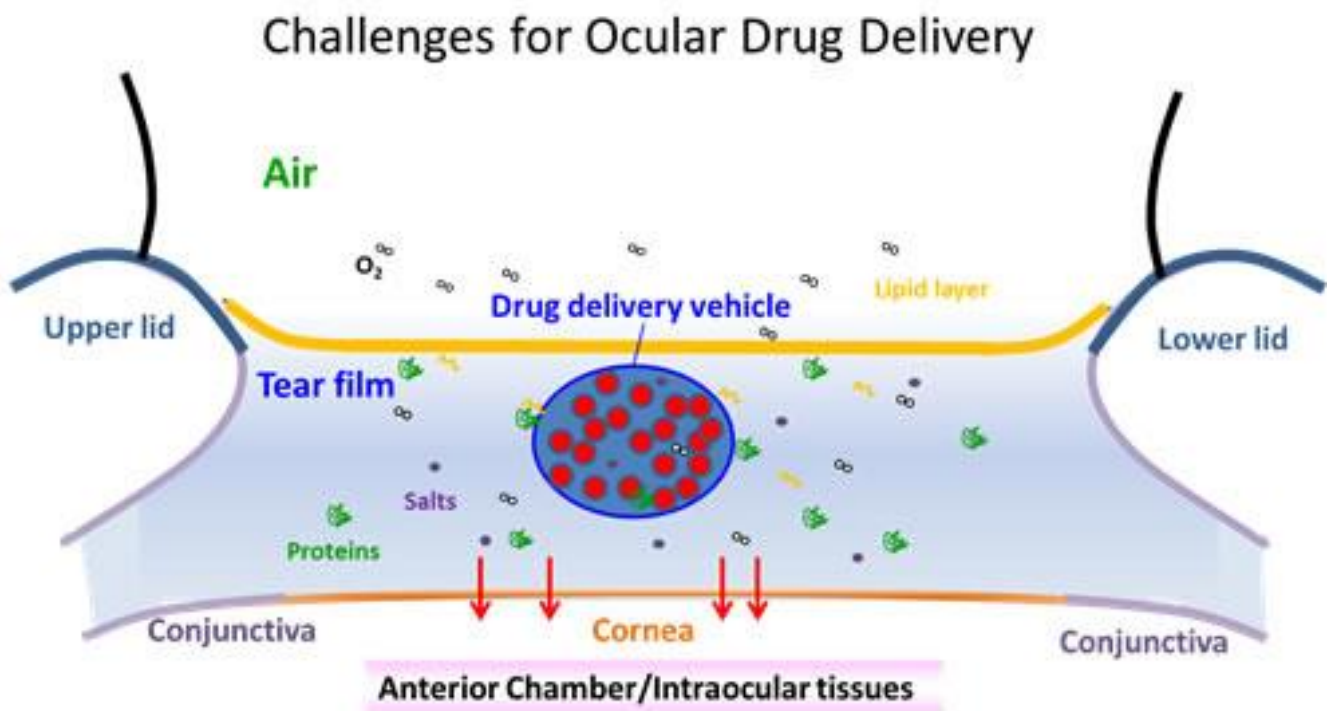 Challenges for Ocular Drug Delivery
Air
O₂
Lipid layer
Drug delivery vehicle
Upper lid
Lower lid
Tear film
Salts
Proteins
Conjunctiva
Cornea
Conjunctiva
Anterior Chamber/Intraocular tissues